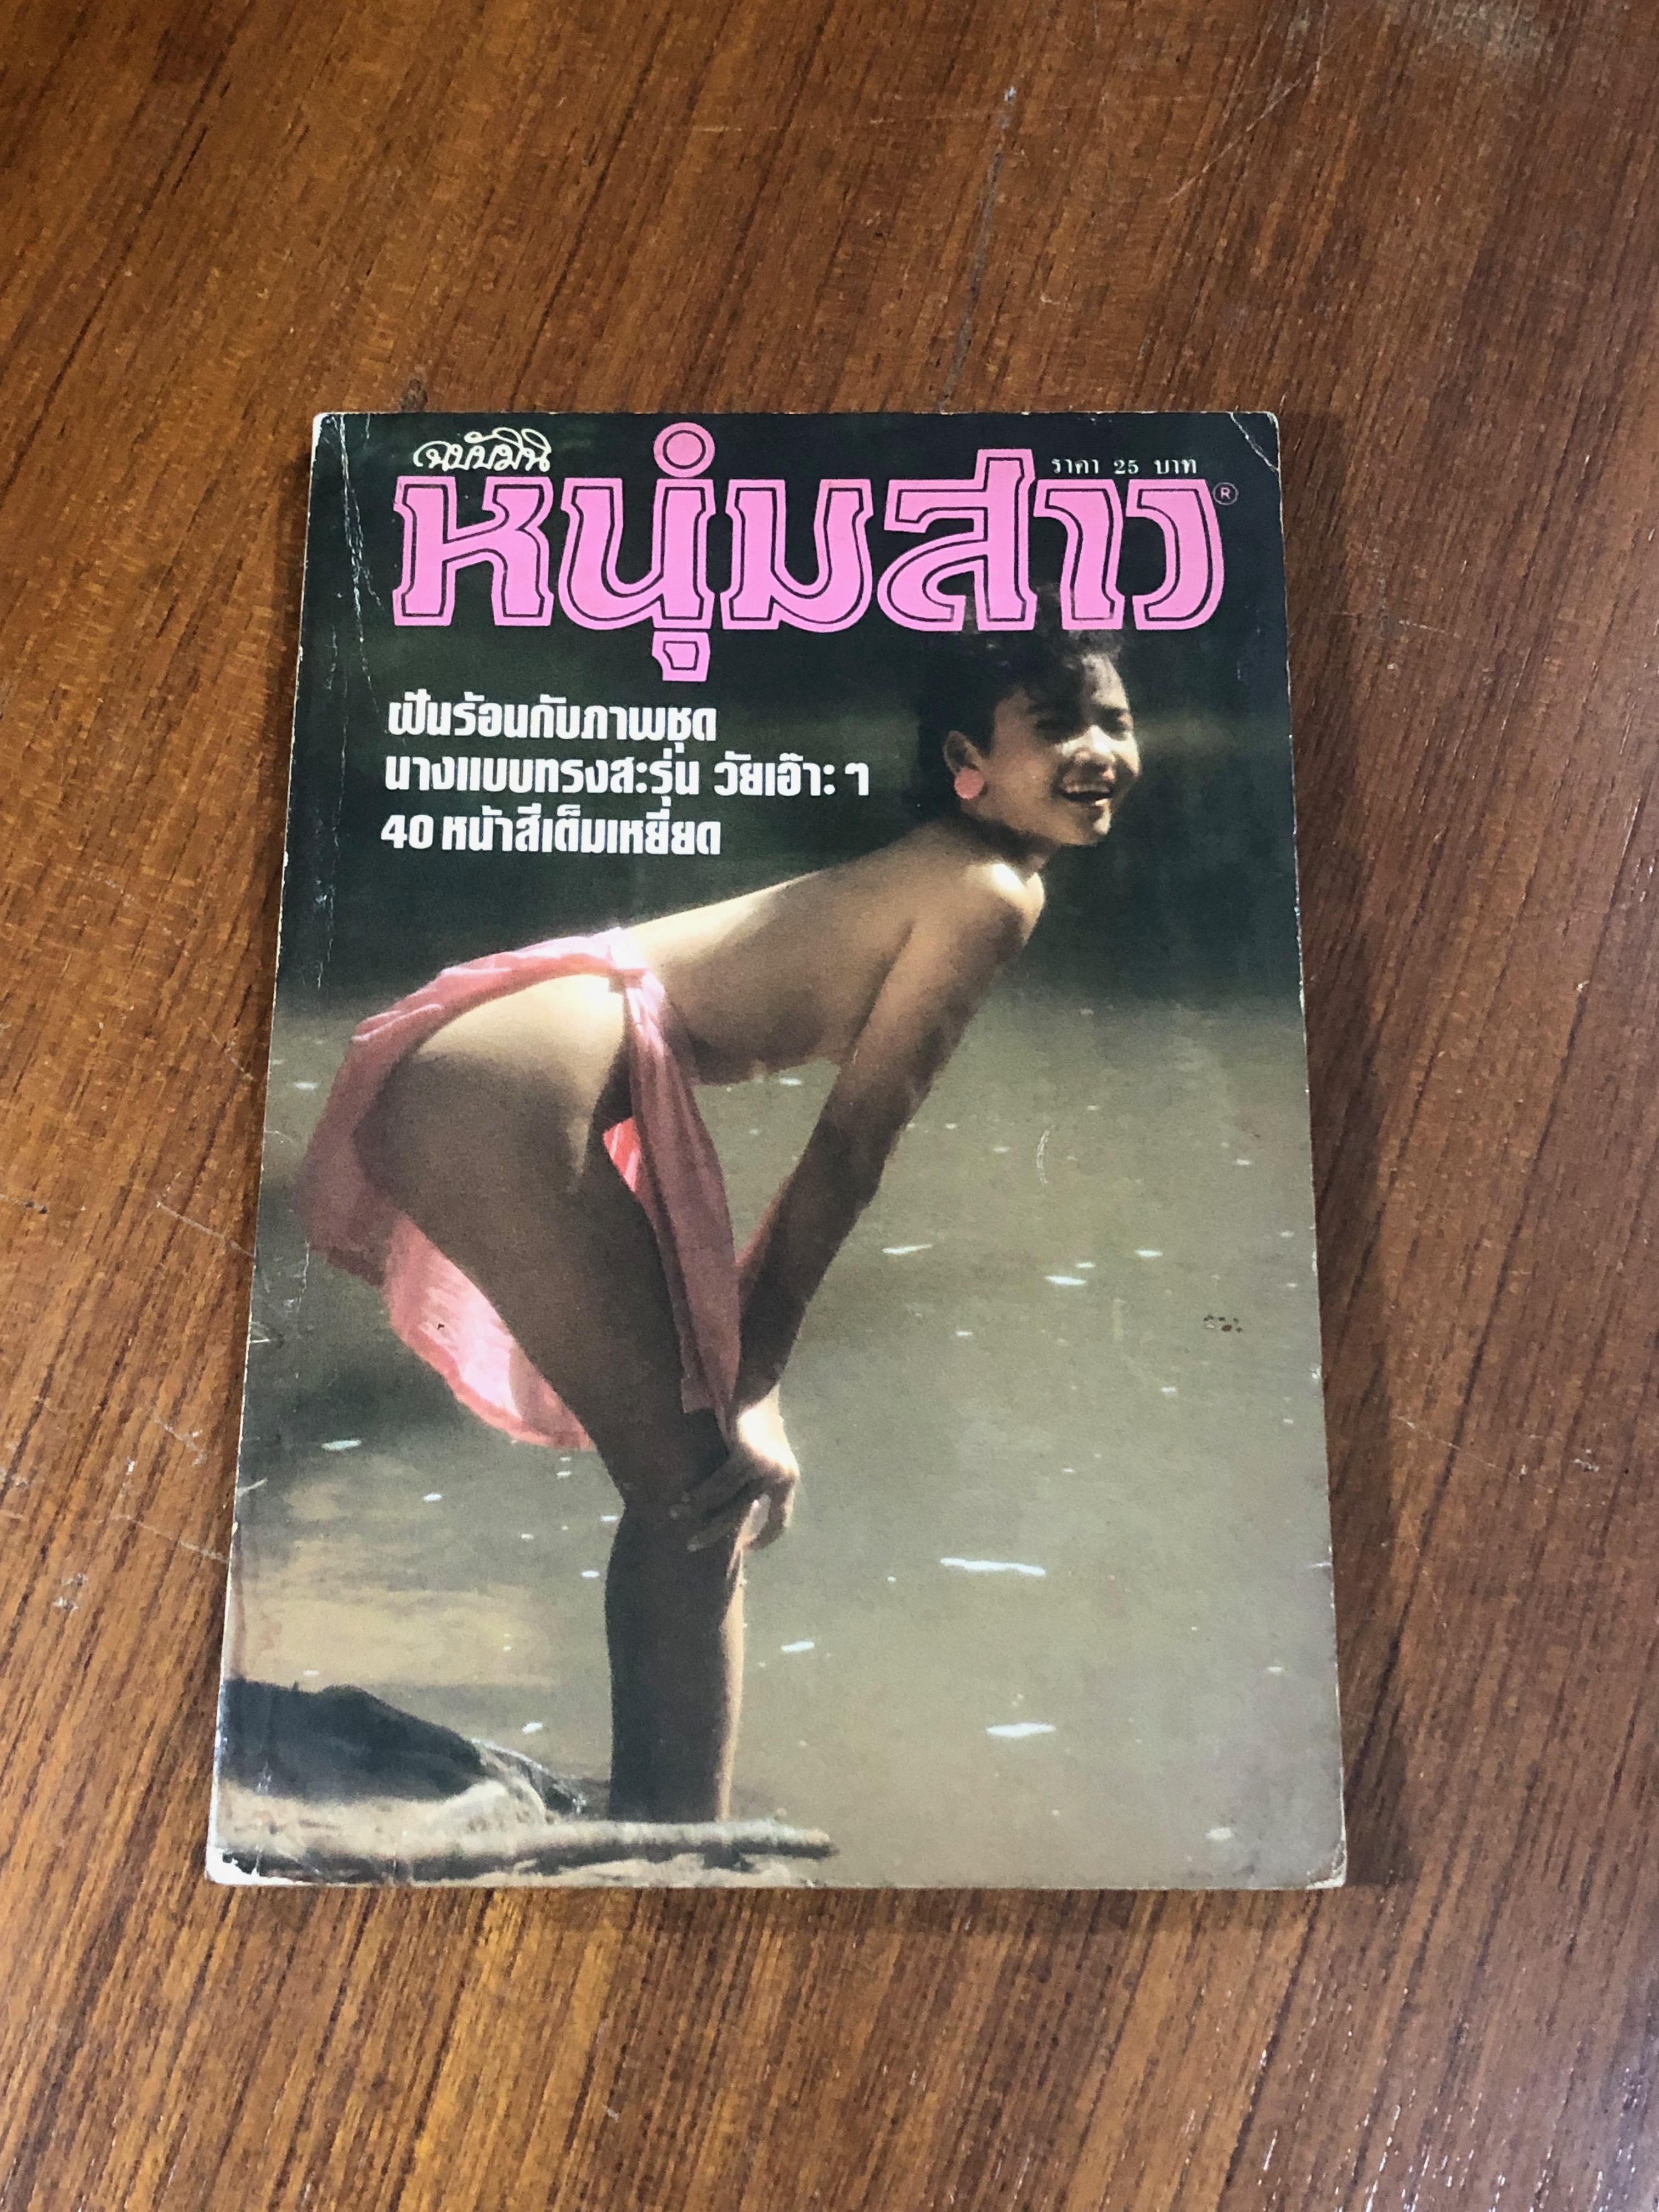 ฉบับมินิ
ราคา 25 บาท
หนุ่มสาว
®
ฝันร้อนกับภาพชุด
นางแบบทรงสะรุ่น วัยเอ๊าะ ๆ
40 หน้าสีเต็มเหยียด